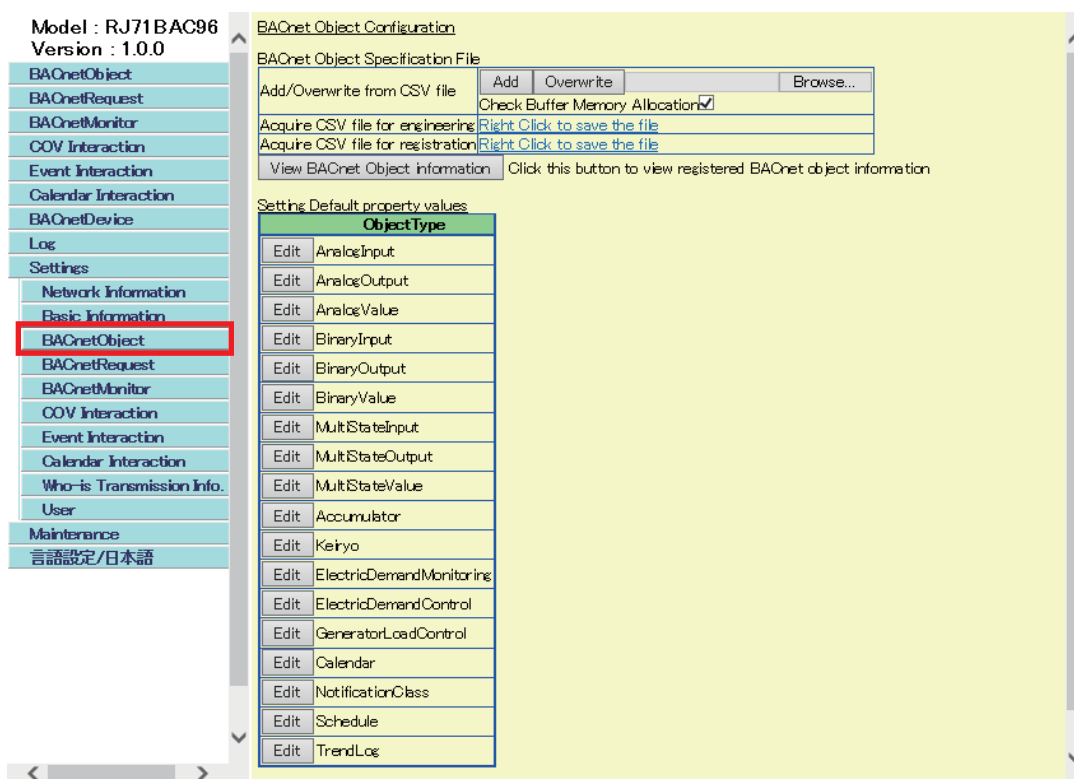 Model : RJ71BAC96
Version : 1.0.0
BACnetObject
BACnetRequest
BACnetMonitor
COV Interaction
Event Interaction
Calendar Interaction
BACnetDevice
Log
Settings
Network Information
Basic Information
BACnetObject
BACnetRequest
BACnetMonitor
COV Interaction
Event Interaction
Calendar Interaction
Who-is Transmission Info.
User
Maintenance
言語設定/日本語
BACnet Object Configuration
BACnet Object Specification File
Add/Overwrite from CSV file
Add Overwrite Browse...
Check Buffer Memory Allocation
Acquire CSV file for engineering Right Click to save the file
Acquire CSV file for registration Right Click to save the file
View BACnet Object information Click this button to view registered BACnet object information
Setting Default property values
ObjectType
Edit AnalogInput
Edit AnalogOutput
Edit AnalogValue
Edit BinaryInput
Edit BinaryOutput
Edit BinaryValue
Edit MultiStateInput
Edit MultiStateOutput
Edit MultiStateValue
Edit Accumulator
Edit Keiryo
Edit ElectricDemandMonitoring
Edit ElectricDemandControl
Edit GeneratorLoadControl
Edit Calendar
Edit NotificationClass
Edit Schedule
Edit TrendLog